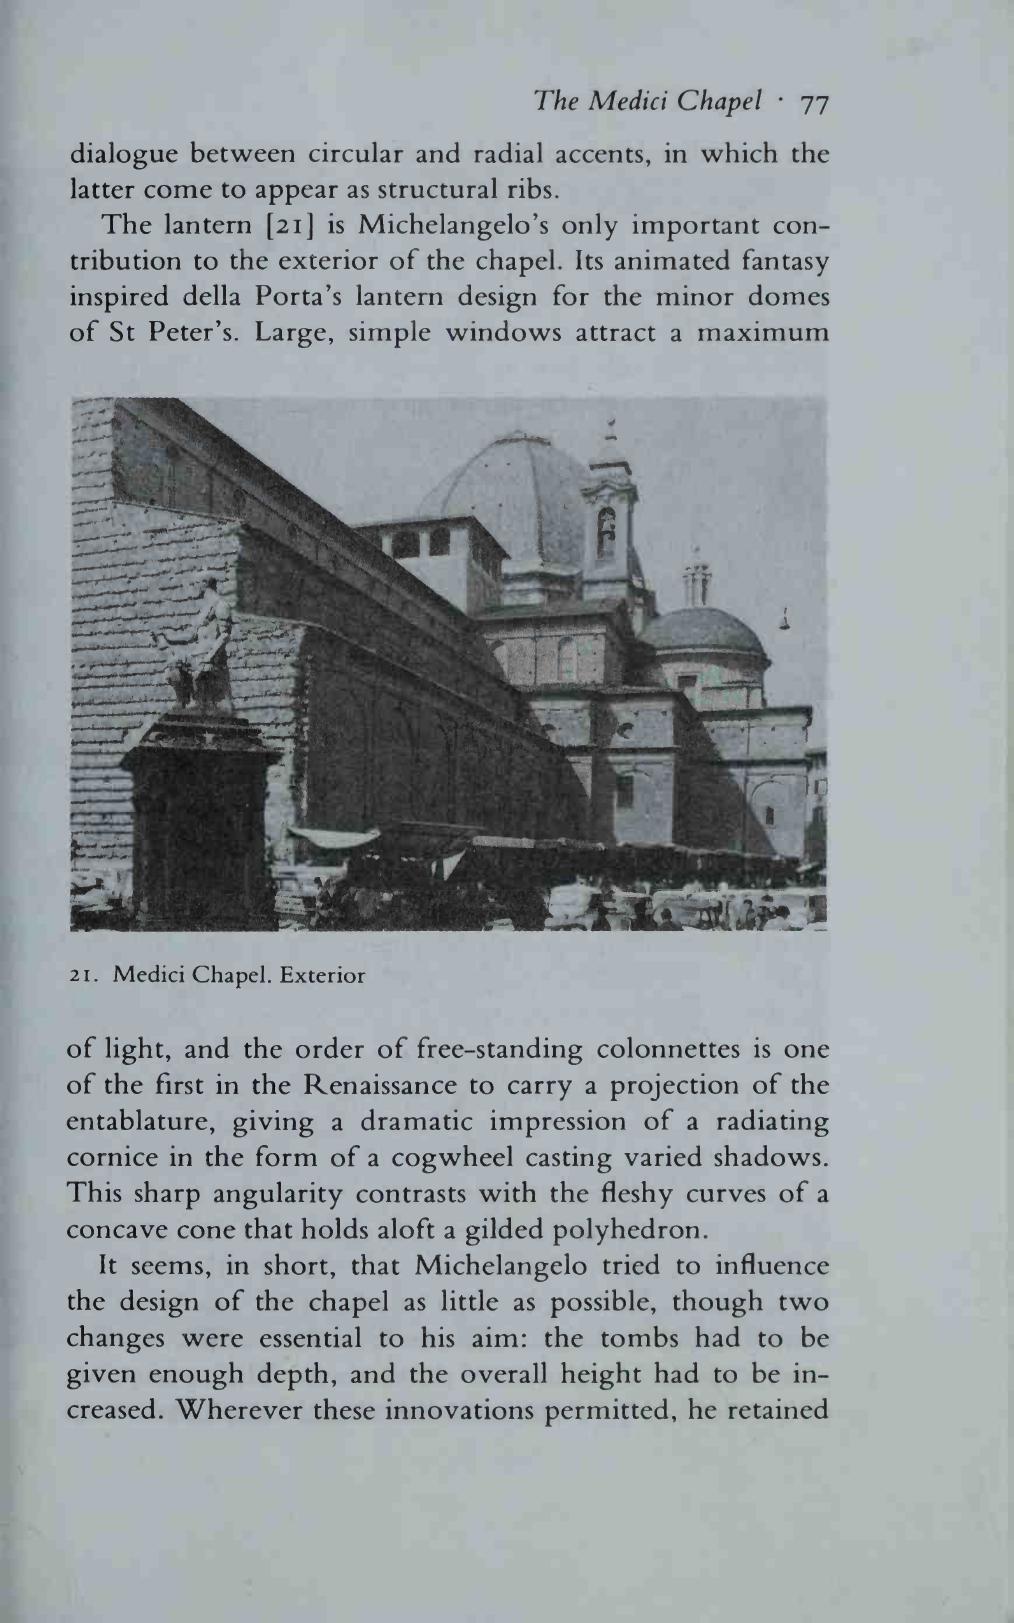 The Medici Chapel · 77
dialogue between circular and radial accents, in which the
latter come to appear as structural ribs.
The lantern [21] is Michelangelo's only important con-
tribution to the exterior of the chapel. Its animated fantasy
inspired della Porta's lantern design for the minor domes
of St Peter's. Large, simple windows attract a maximum
21. Medici Chapel. Exterior
of light, and the order of free-standing colonnettes is one
of the first in the Renaissance to carry a projection of the
entablature, giving a dramatic impression of a radiating
cornice in the form of a cogwheel casting varied shadows.
This sharp angularity contrasts with the fleshy curves of a
concave cone that holds aloft a gilded polyhedron.
It seems, in short, that Michelangelo tried to influence
the design of the chapel as little as possible, though two
changes were essential to his aim: the tombs had to be
given enough depth, and the overall height had to be in-
creased. Wherever these innovations permitted, he retained